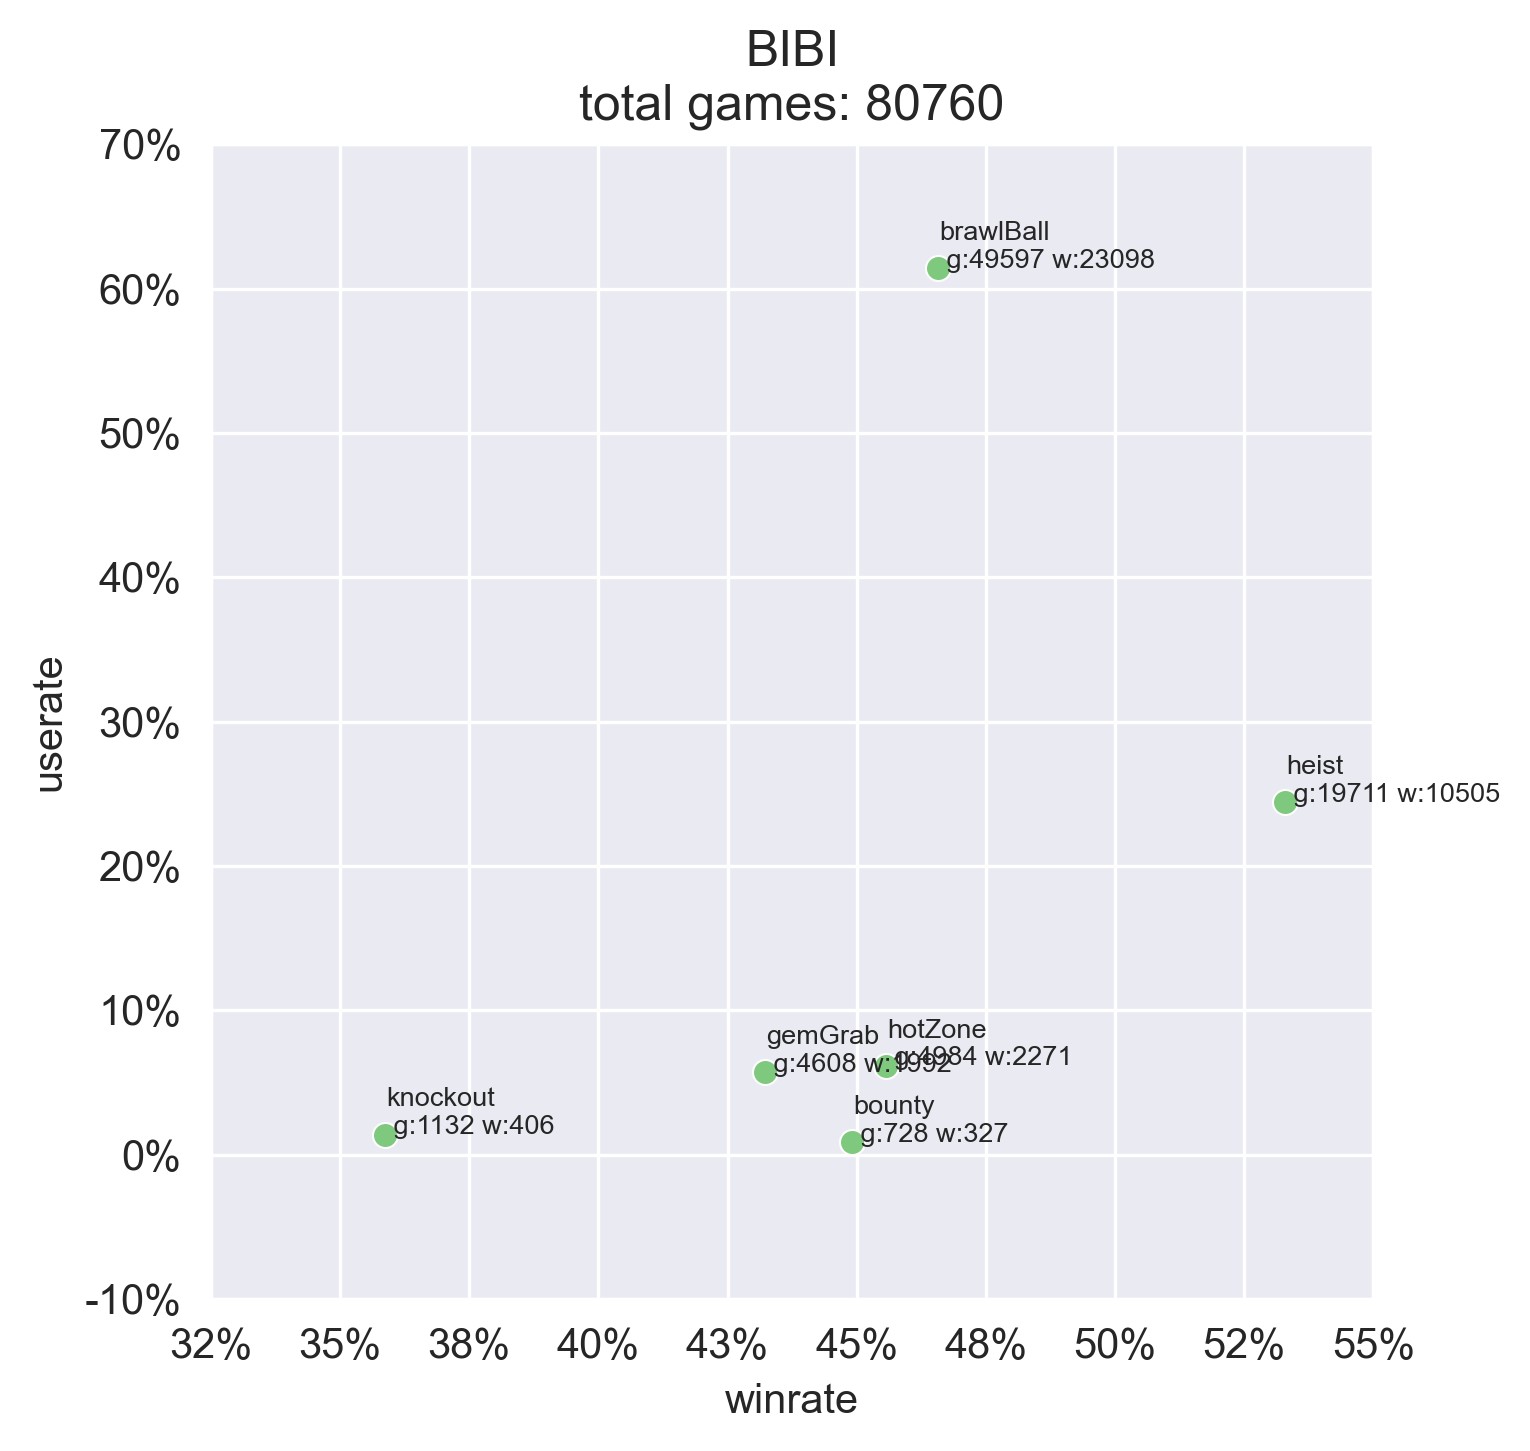 BIBI
total games: 80760
70%
60%
50%
40%
30%
20%
10%
0%
-10%
userate
brawlBall
g:49597 w:23098
heist
g:19711 w:10505
gemGrab
g:4608 w:1992
hotZone
g:4984 w:2271
knockout
g:1132 w:406
bounty
g:728 w:327
32% 35% 38% 40% 43% 45% 48% 50% 52% 55%
winrate